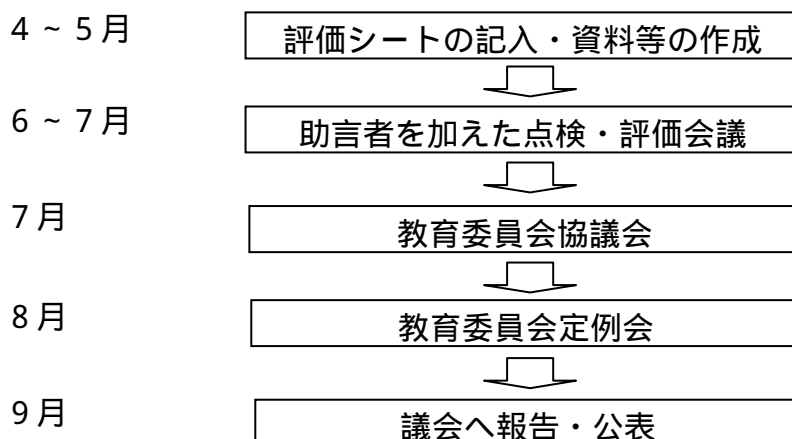 4 ~ 5月
評価シートの記入・資料等の作成
6 ~ 7月
助言者を加えた点検・評価会議
7月
教育委員会協議会
8月
教育委員会定例会
9月
議会へ報告・公表